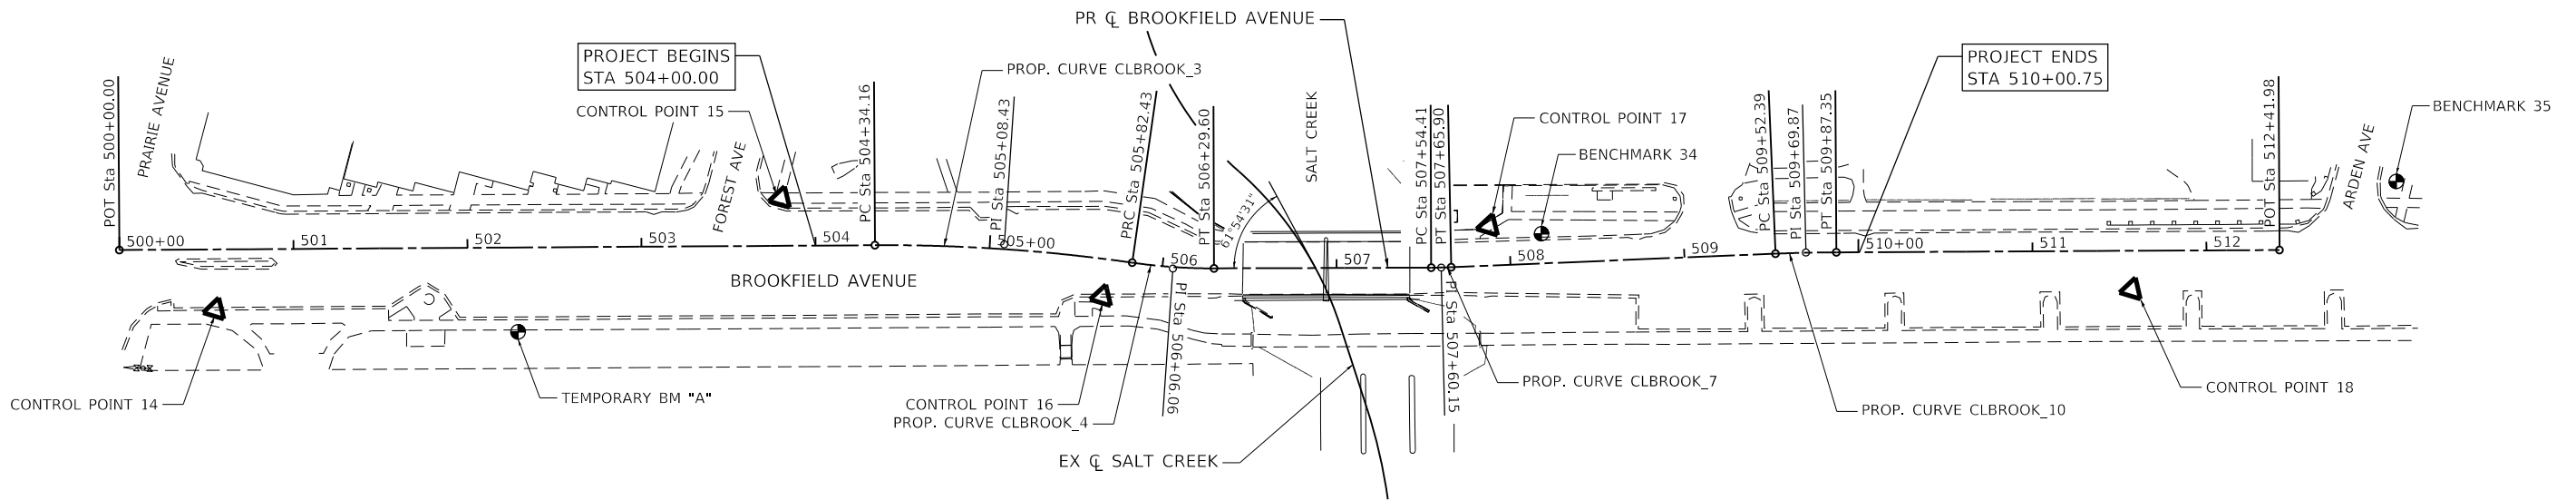 PR ℄ BROOKFIELD AVENUE
PROJECT BEGINS
STA 504+00.00
PROJECT ENDS
STA 510+00.75
PROP. CURVE CLBROOK_3
CONTROL POINT 15
CONTROL POINT 17
BENCHMARK 34
BENCHMARK 35
POT Sta 500+00.00
PRAIRIE AVENUE
FOREST AVE
PC Sta 504+34.16
PI Sta 505+08.43
PRC Sta 505+82.43
PT Sta 506+29.60
61°54'31"
SALT CREEK
PC Sta 507+54.41
PT Sta 507+65.90
PC Sta 509+52.39
PI Sta 509+69.87
PT Sta 509+87.35
POT Sta 512+41.98
ARDEN AVE
500+00
501
502
503
504
505+00
506
507
508
509
510+00
511
512
BROOKFIELD AVENUE
PI Sta 506+06.06
PI Sta 507+60.15
CONTROL POINT 14
TEMPORARY BM "A"
CONTROL POINT 16
PROP. CURVE CLBROOK_4
EX ℄ SALT CREEK
PROP. CURVE CLBROOK_7
PROP. CURVE CLBROOK_10
CONTROL POINT 18